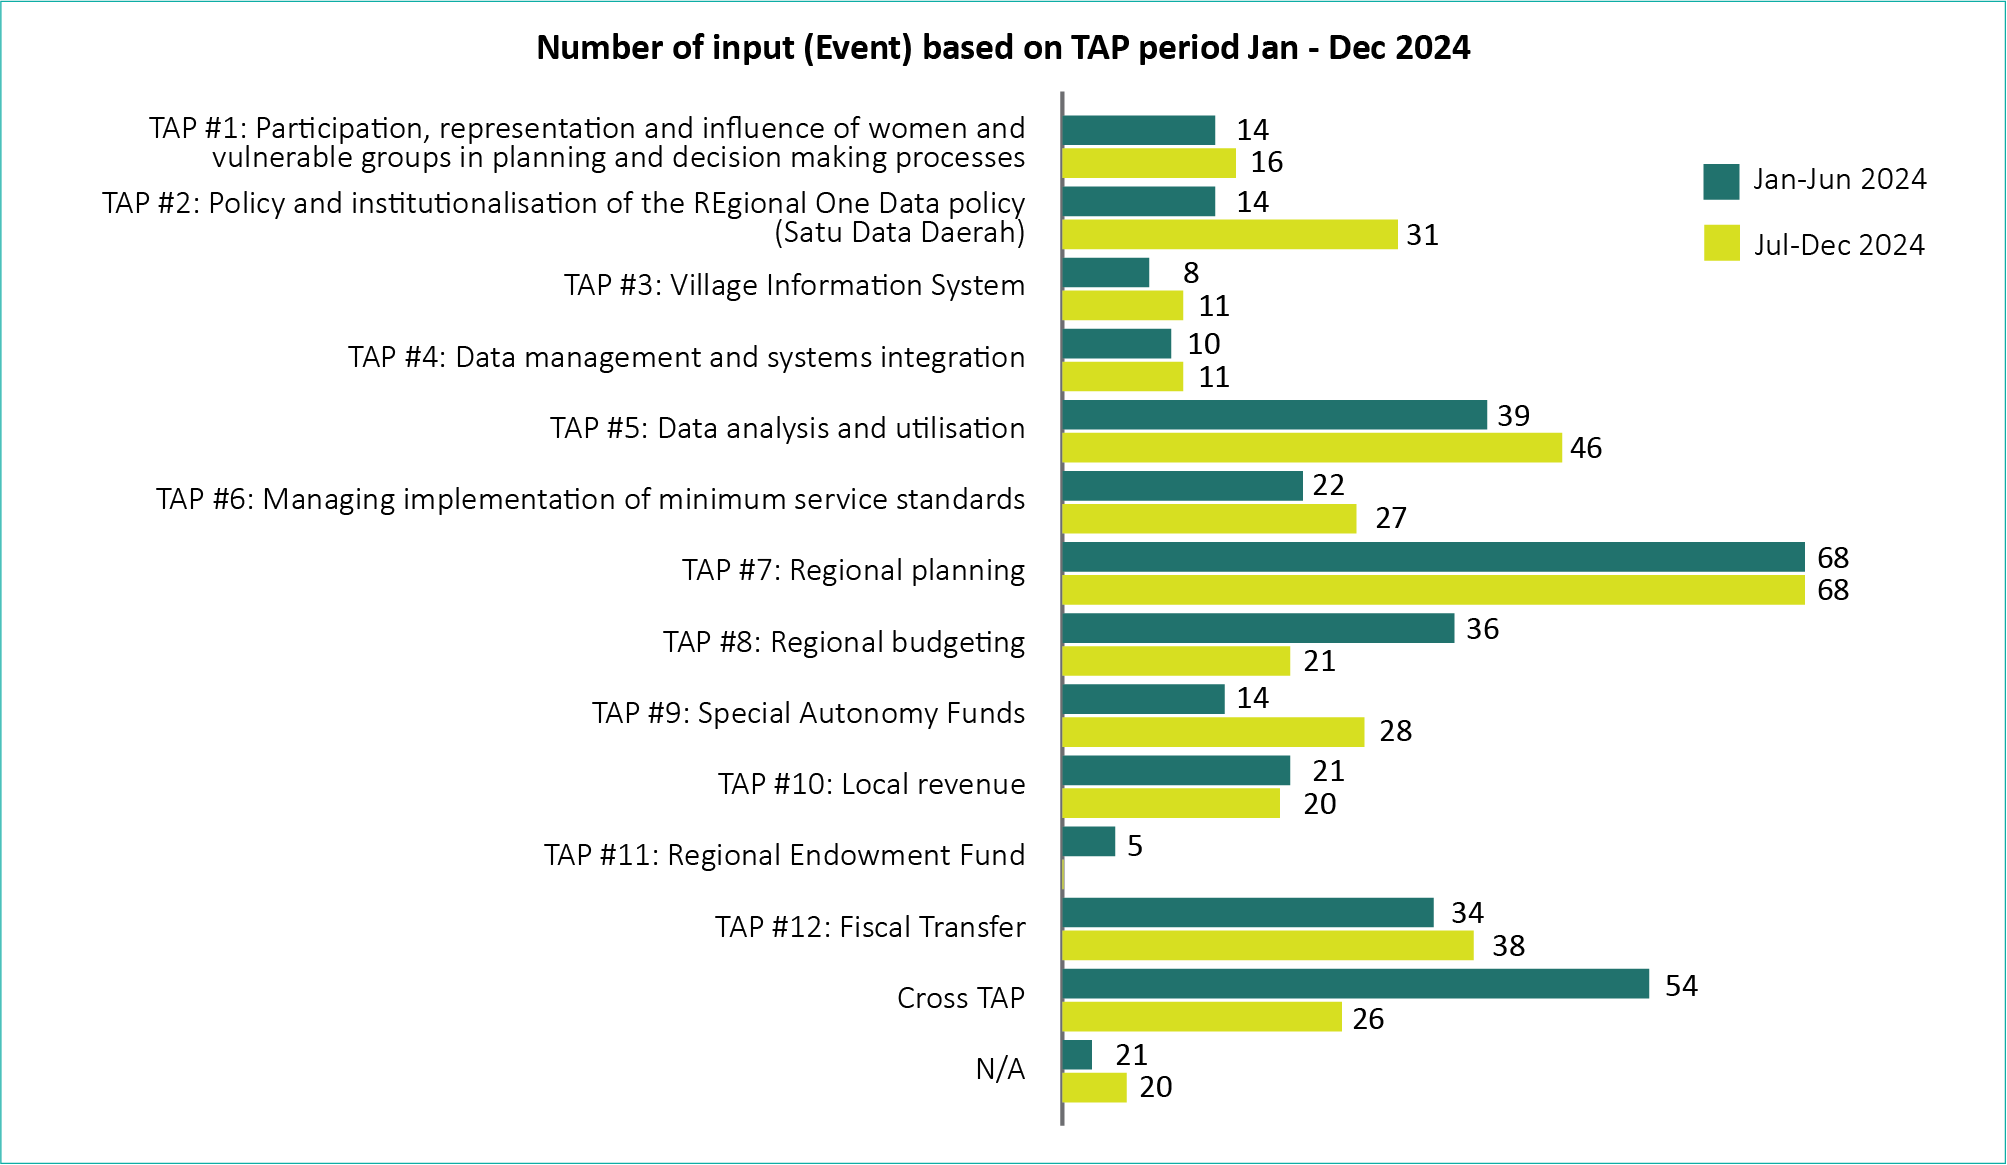 Number of input (Event) based on TAP period Jan - Dec 2024
TAP #1: Participation, representation and influence of women and
vulnerable groups in planning and decision making processes
14
16
TAP #2: Policy and institutionalisation of the REgional One Data policy
(Satu Data Daerah)
14
31
TAP #3: Village Information System
8
11
TAP #4: Data management and systems integration
10
11
TAP #5: Data analysis and utilisation
39
46
TAP #6: Managing implementation of minimum service standards
22
27
TAP #7: Regional planning
68
68
TAP #8: Regional budgeting
36
21
TAP #9: Special Autonomy Funds
14
28
TAP #10: Local revenue
21
20
TAP #11: Regional Endowment Fund
5
TAP #12: Fiscal Transfer
34
38
Cross TAP
54
26
N/A
21
20
Jan-Jun 2024
Jul-Dec 2024